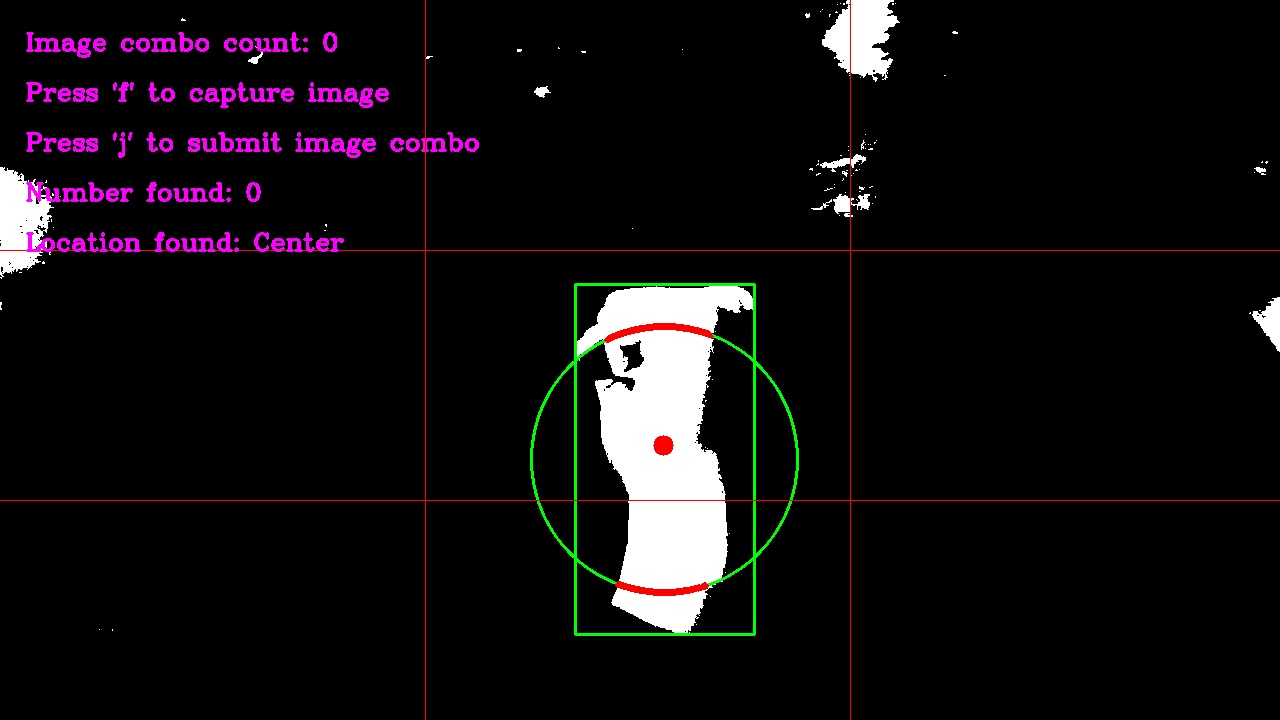 Image combo count: 0
Press 'f' to capture image
Press 'j' to submit image combo
Number found: 0
Location found: Center